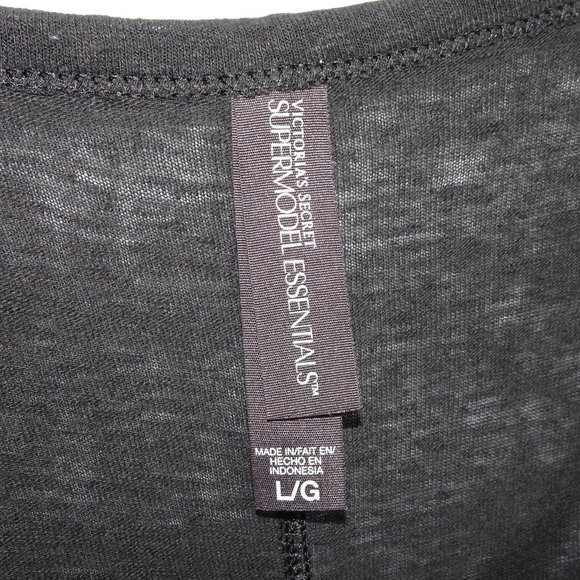 VICTORIA'S SECRET
SUPERMODEL ESSENTIALS™
MADE IN/FAIT EN/
HECHO EN
INDONESIA
L/G